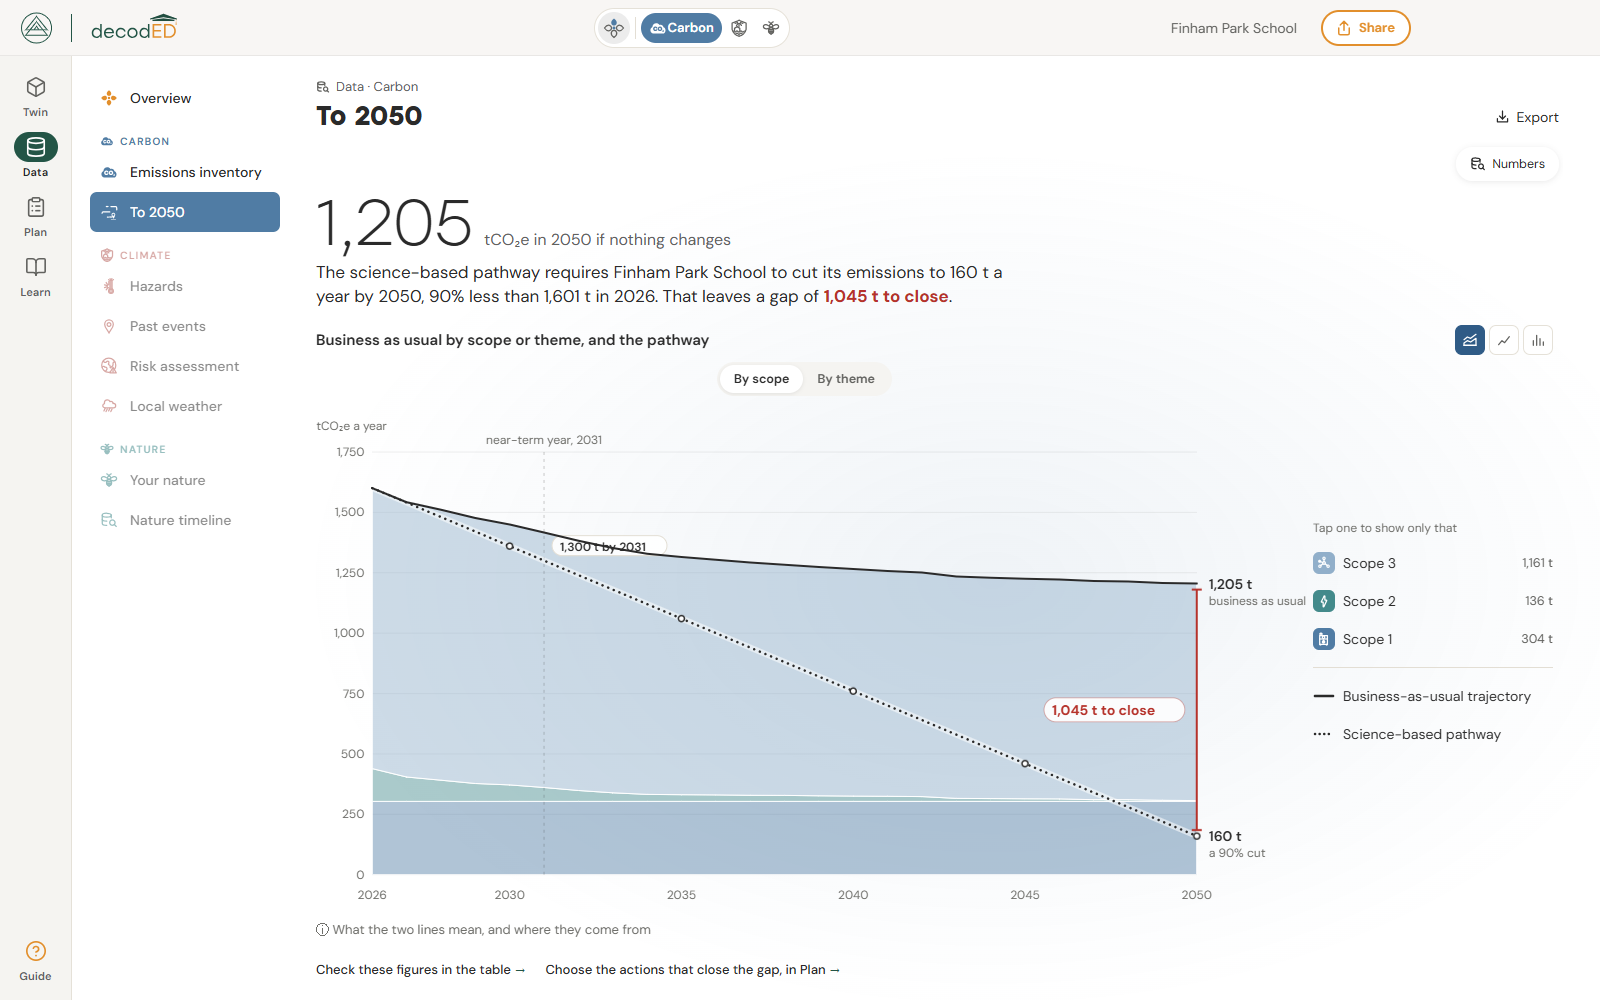 decodED
Carbon
Finham Park School
Share
Twin
Data
Plan
Learn
Guide
Overview
CARBON
Emissions inventory
To 2050
CLIMATE
Hazards
Past events
Risk assessment
Local weather
NATURE
Your nature
Nature timeline
Data · Carbon
To 2050
Export
Numbers
1,205 tCO₂e in 2050 if nothing changes
The science-based pathway requires Finham Park School to cut its emissions to 160 t a
year by 2050, 90% less than 1,601 t in 2026. That leaves a gap of 1,045 t to close.
Business as usual by scope or theme, and the pathway
By scope By theme
tCO₂e a year
near-term year, 2031
1,750
1,500
1,250
1,000
750
500
250
0
1,300 t by 2031
1,205 t
business as usual
1,045 t to close
160 t
a 90% cut
2026 2030 2035 2040 2045 2050
Tap one to show only that
Scope 3 1,161 t
Scope 2 136 t
Scope 1 304 t
Business-as-usual trajectory
Science-based pathway
What the two lines mean, and where they come from
Check these figures in the table → Choose the actions that close the gap, in Plan →